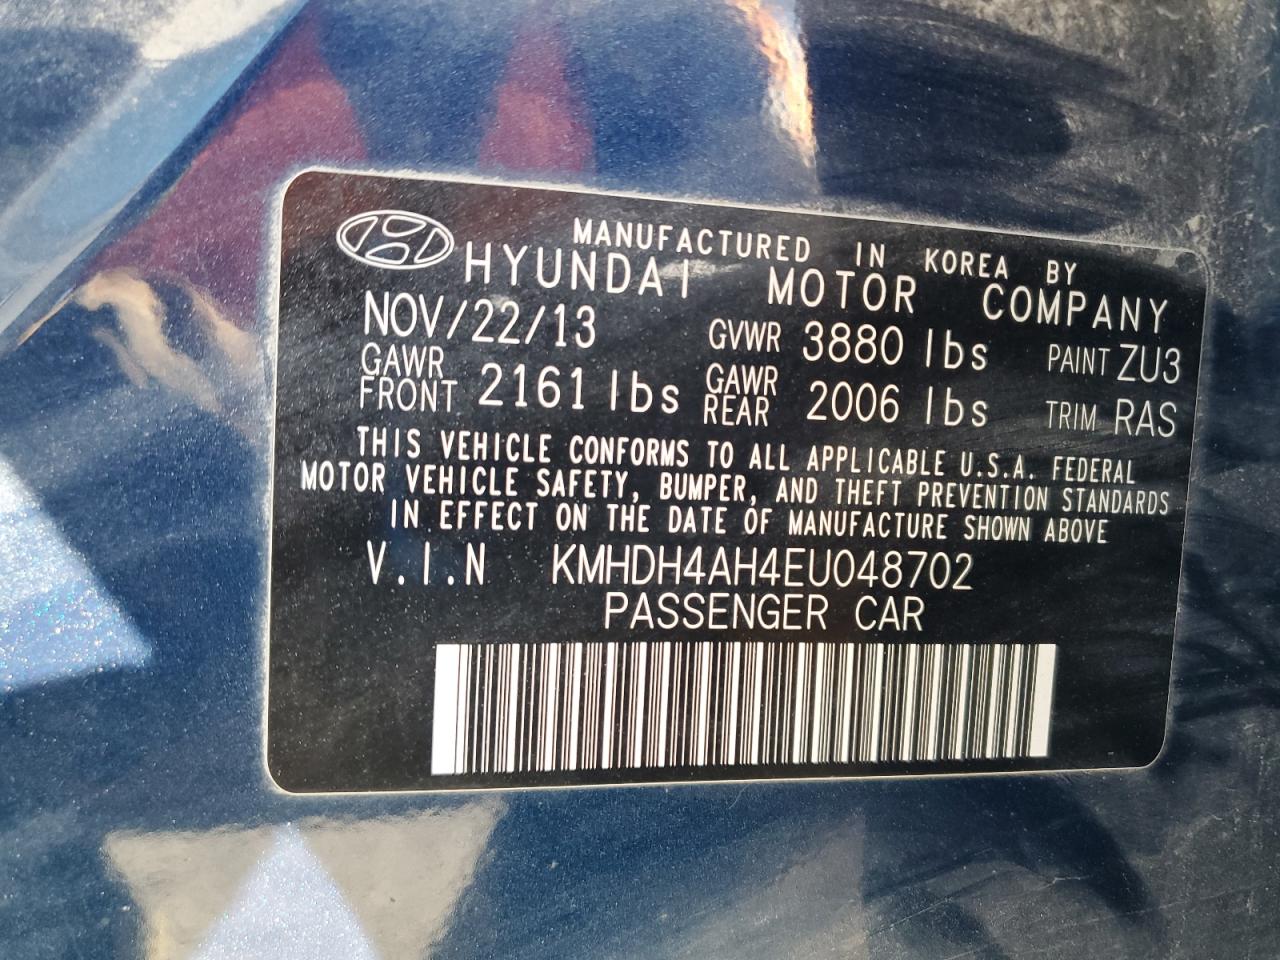 MANUFACTURED IN KOREA BY
HYUNDAI MOTOR COMPANY
NOV/22/13 GVWR 3880 lbs PAINT ZU3
GAWR FRONT 2161 lbs GAWR REAR 2006 lbs TRIM RAS
THIS VEHICLE CONFORMS TO ALL APPLICABLE U.S.A. FEDERAL
MOTOR VEHICLE SAFETY, BUMPER, AND THEFT PREVENTION STANDARDS
IN EFFECT ON THE DATE OF MANUFACTURE SHOWN ABOVE
V.I.N KMHDH4AH4EU048702
PASSENGER CAR